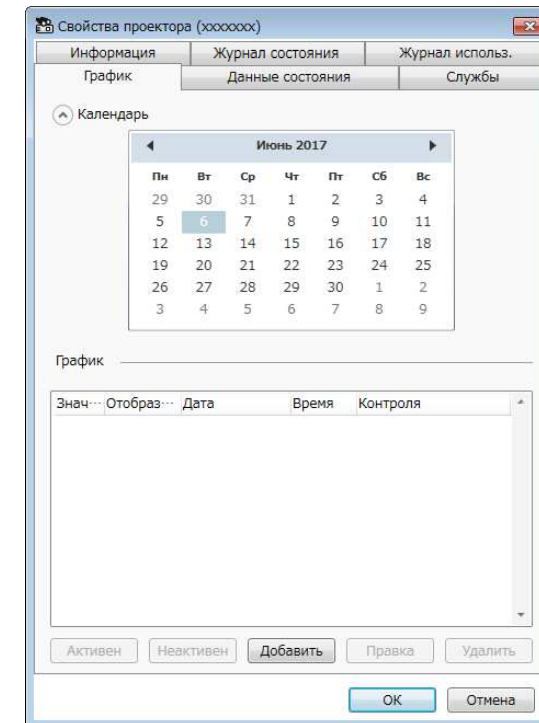 Свойства проектора (xxxxxxx)
Информация Журнал состояния Журнал использ.
График Данные состояния Службы
Календарь
Июнь 2017
Пн Вт Ср Чт Пт Сб Вс
29 30 31 1 2 3 4
5 6 7 8 9 10 11
12 13 14 15 16 17 18
19 20 21 22 23 24 25
26 27 28 29 30 1 2
3 4 5 6 7 8 9
График
Знач··· Отобраз··· Дата Время Контроля
Активен Неактивен Добавить Правка Удалить
OK Отмена